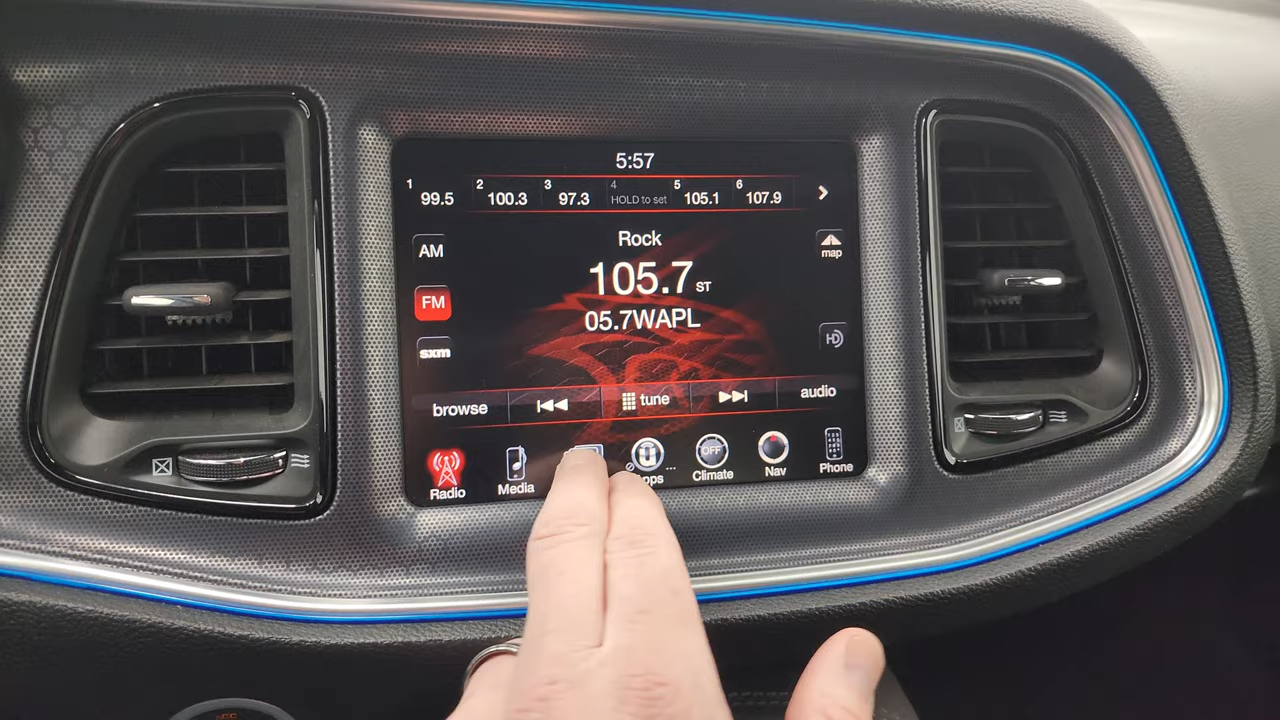 5:57
1 99.5 2 100.3 3 97.3 4 HOLD to set 5 105.1 6 107.9
AM
Rock
map
FM
105.7 ST
05.7WAPL
sxm
HD
browse tune audio
Radio Media Climate Nav Phone
OFF